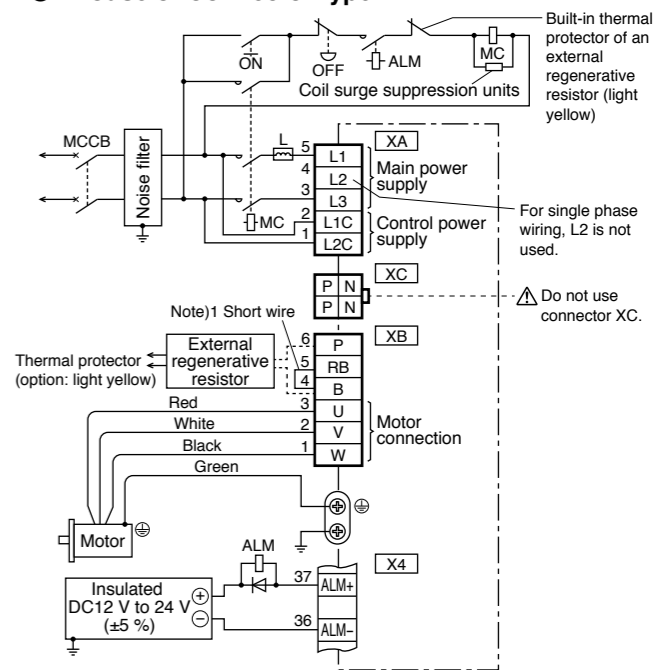 Built-in thermal
protector of an
external
regenerative
resistor (light
yellow)
ON
OFF
ALM
MC
Coil surge suppression units
MCCB
Noise filter
L
MC
XA
5 L1
4 L2
3 L3
2 L1C
1 L2C
Main power
supply
Control power
supply
For single phase
wiring, L2 is not
used.
XC
P N
P N
Do not use
connector XC.
Note)1 Short wire
XB
External
regenerative
resistor
Thermal protector
(option: light yellow)
6 P
5 RB
4 B
3 U
2 V
1 W
Red
White
Black
Green
Motor
connection
Motor
ALM
X4
Insulated
DC12 V to 24 V
(±5 %)
+
−
37 ALM+
36 ALM−